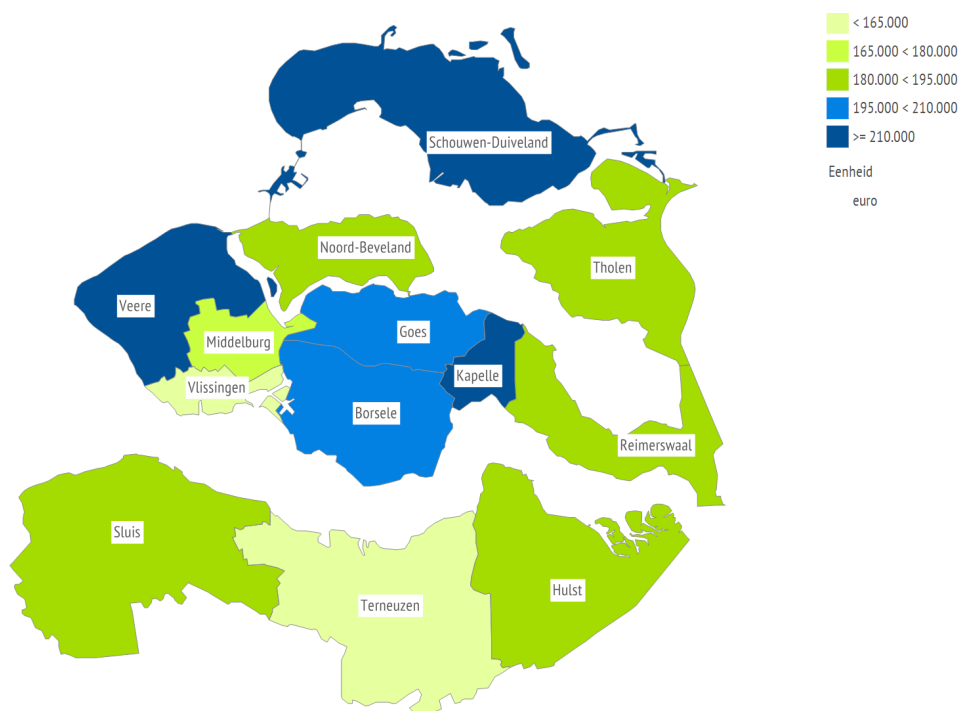 < 165.000
165.000 < 180.000
180.000 < 195.000
195.000 < 210.000
>= 210.000
Eenheid
euro
Schouwen-Duiveland
Noord-Beveland
Tholen
Veere
Goes
Middelburg
Kapelle
Vlissingen
Borsele
Reimerswaal
Sluis
Hulst
Terneuzen